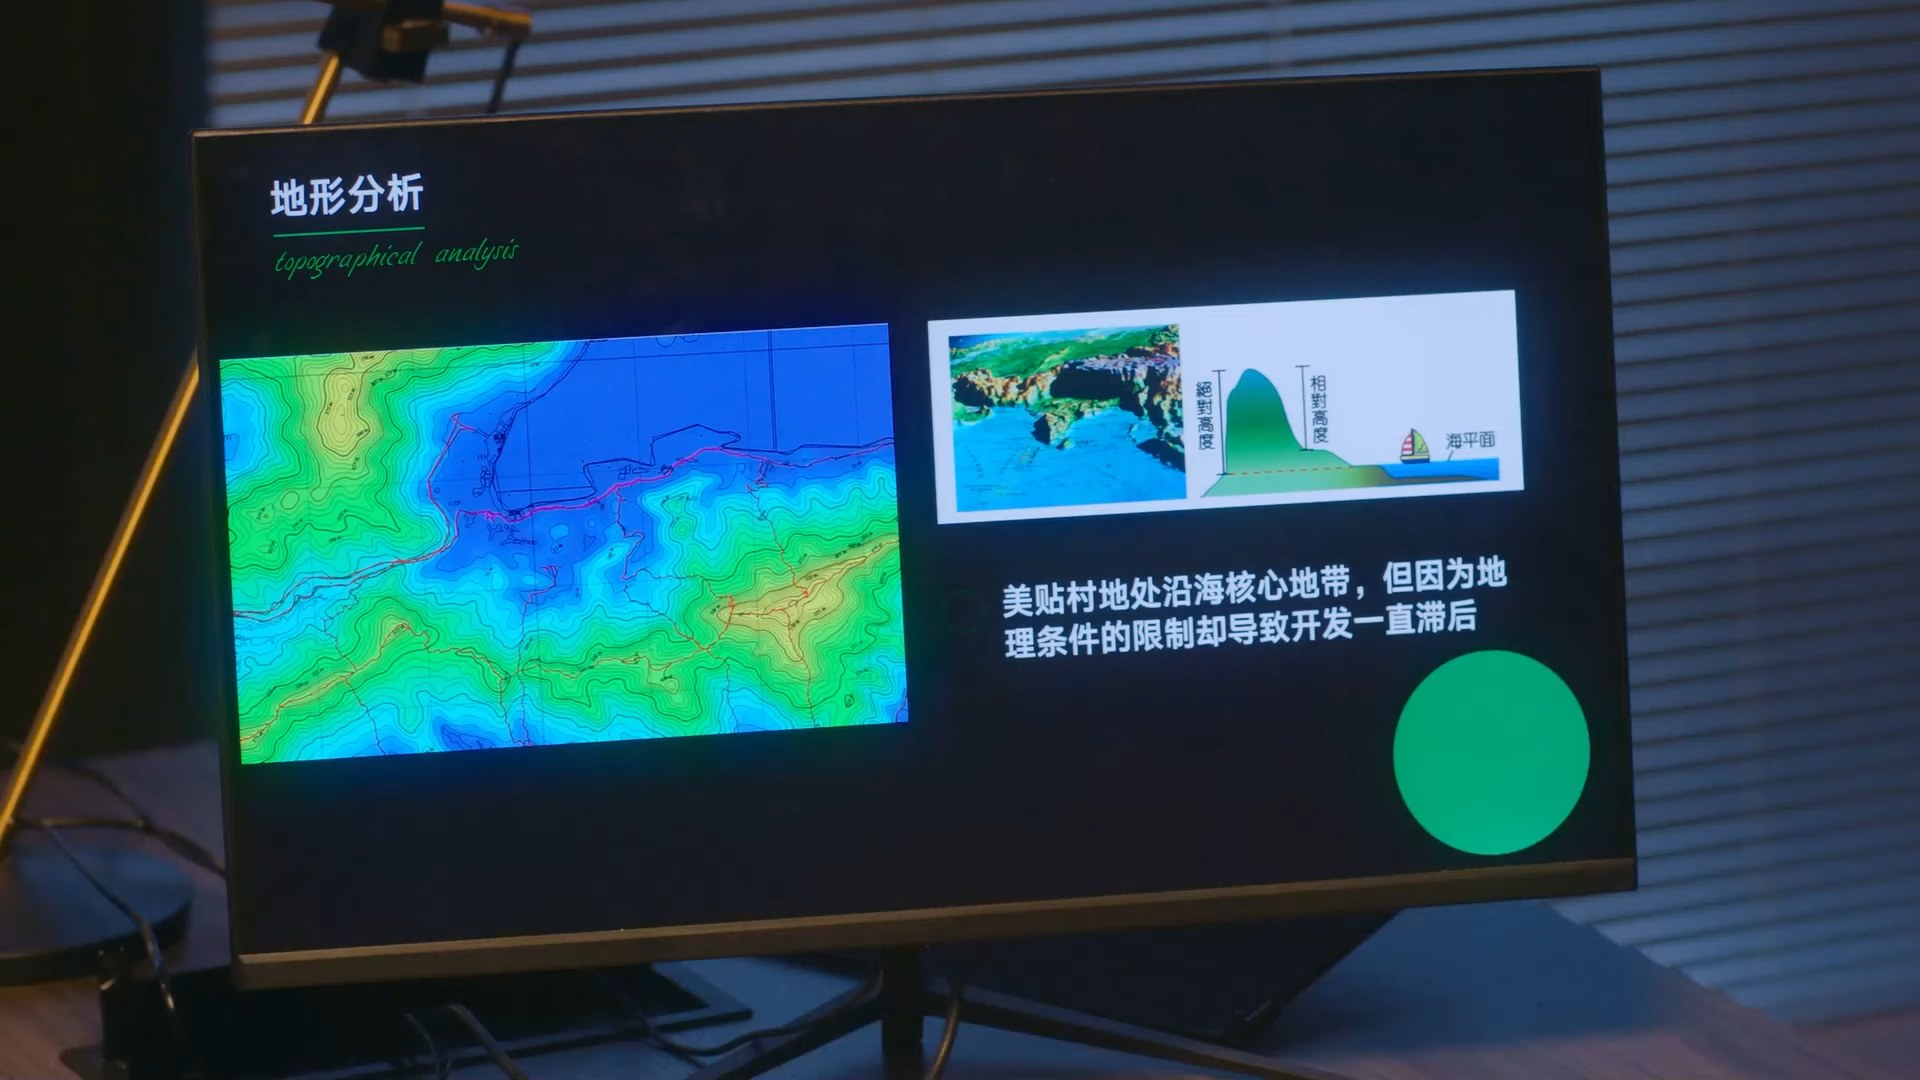 地形分析
topographical analysis
絕對高度
相對高度
海平面
美贴村地处沿海核心地带，但因为地
理条件的限制却导致开发一直滞后